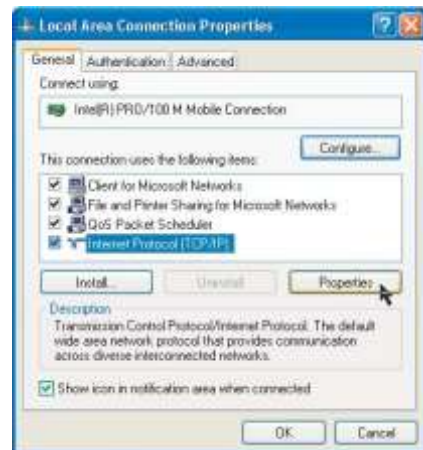 Local Area Connection Properties
General Authentication Advanced
Connect using:
Intel(R) PRO/100 M Mobile Connection
Configure...
This connection uses the following items:
Client for Microsoft Networks
File and Printer Sharing for Microsoft Networks
QoS Packet Scheduler
Internet Protocol (TCP/IP)
Install... Uninstall Properties
Description
Transmission Control Protocol/Internet Protocol. The default
wide area network protocol that provides communication
across diverse interconnected networks.
Show icon in notification area when connected
OK Cancel